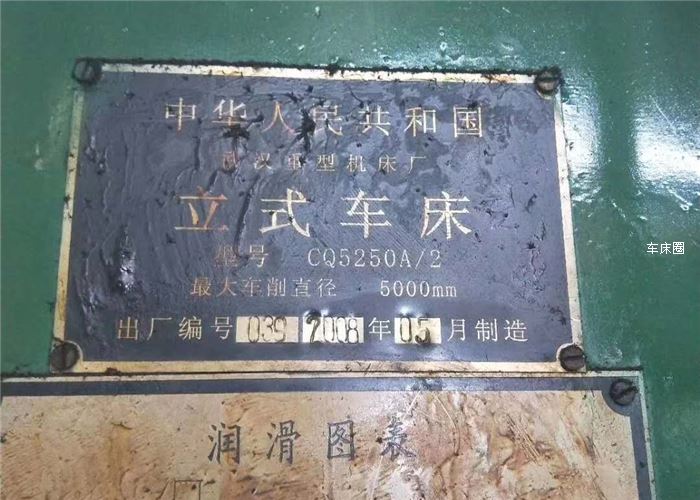 中华人民共和国
武汉重型机床厂
立式车床
型号 CQ5250A/2
最大车削直径 5000mm
出厂编号 039 2008 年 05 月制造
车床圈
润滑图表